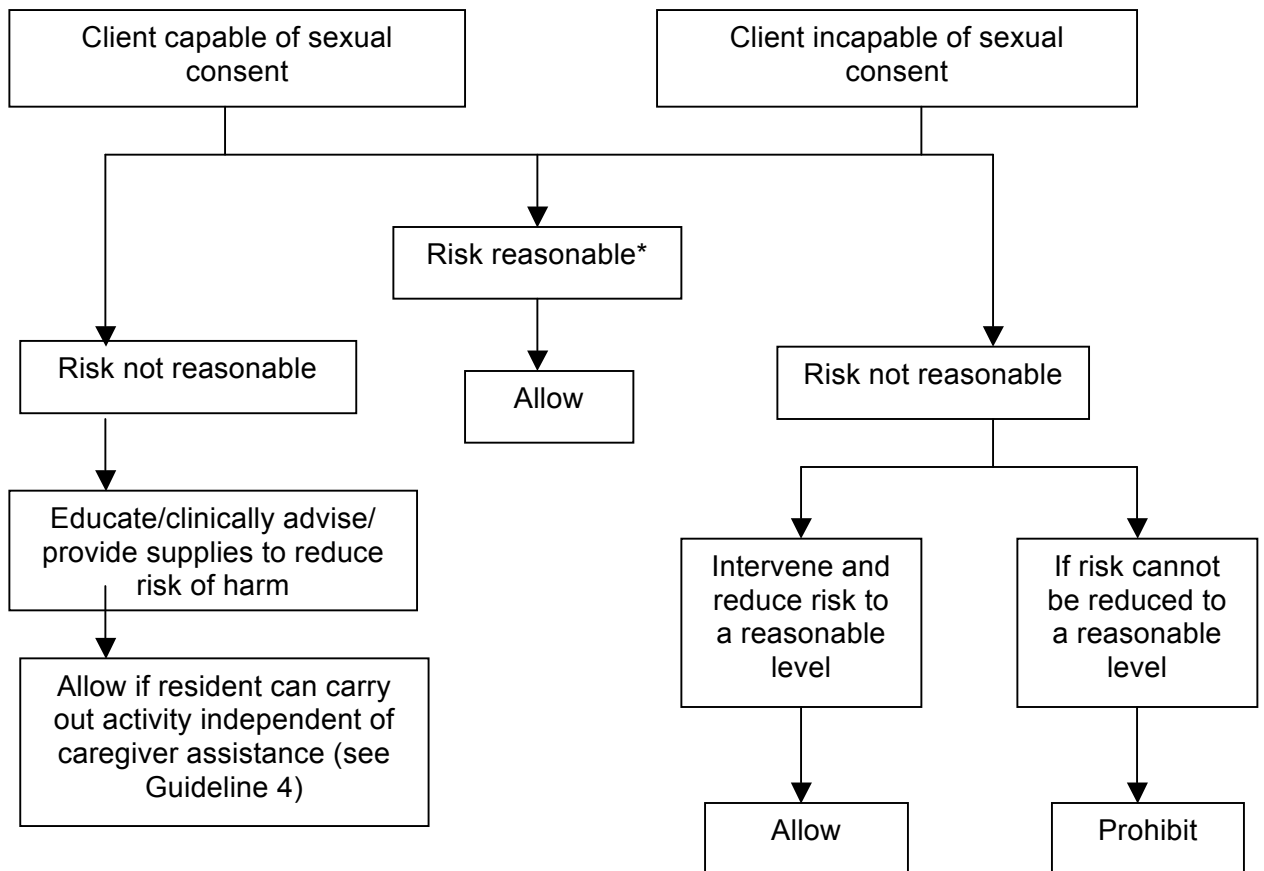 Client capable of sexual
consent
Client incapable of sexual
consent
Risk reasonable*
Allow
Risk not reasonable
Risk not reasonable
Educate/clinically advise/
provide supplies to reduce
risk of harm
Allow if resident can carry
out activity independent of
caregiver assistance (see
Guideline 4)
Intervene and
reduce risk to
a reasonable
level
If risk cannot
be reduced to
a reasonable
level
Allow
Prohibit